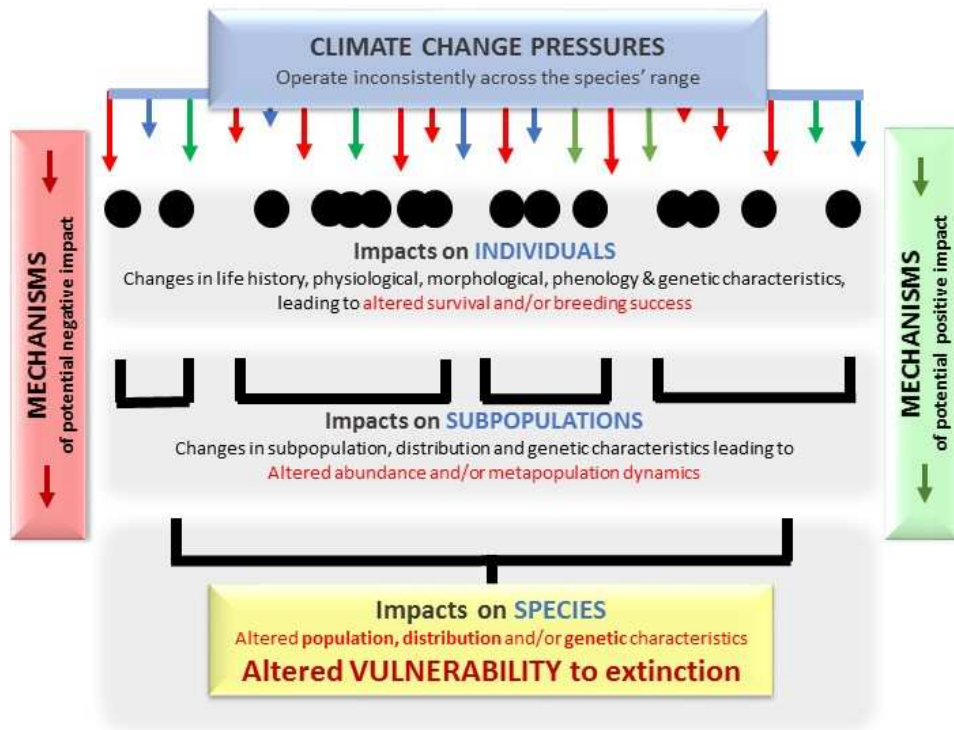 CLIMATE CHANGE PRESSURES
Operate inconsistently across the species' range
MECHANISMS
of potential negative impact
Impacts on INDIVIDUALS
Changes in life history, physiological, morphological, phenology & genetic characteristics,
leading to altered survival and/or breeding success
Impacts on SUBPOPULATIONS
Changes in subpopulation, distribution and genetic characteristics leading to
Altered abundance and/or metapopulation dynamics
Impacts on SPECIES
Altered population, distribution and/or genetic characteristics
Altered VULNERABILITY to extinction
MECHANISMS
of potential positive impact